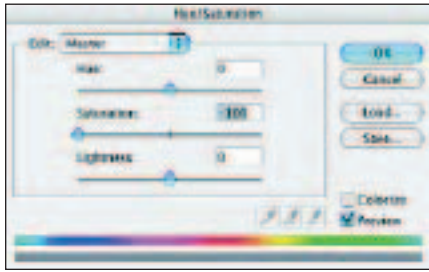 Hue/Saturation
Edit: Master
Hue: 0
Saturation: -100
Lightness: 0
OK
Cancel
Load...
Save...
Colorize
Preview